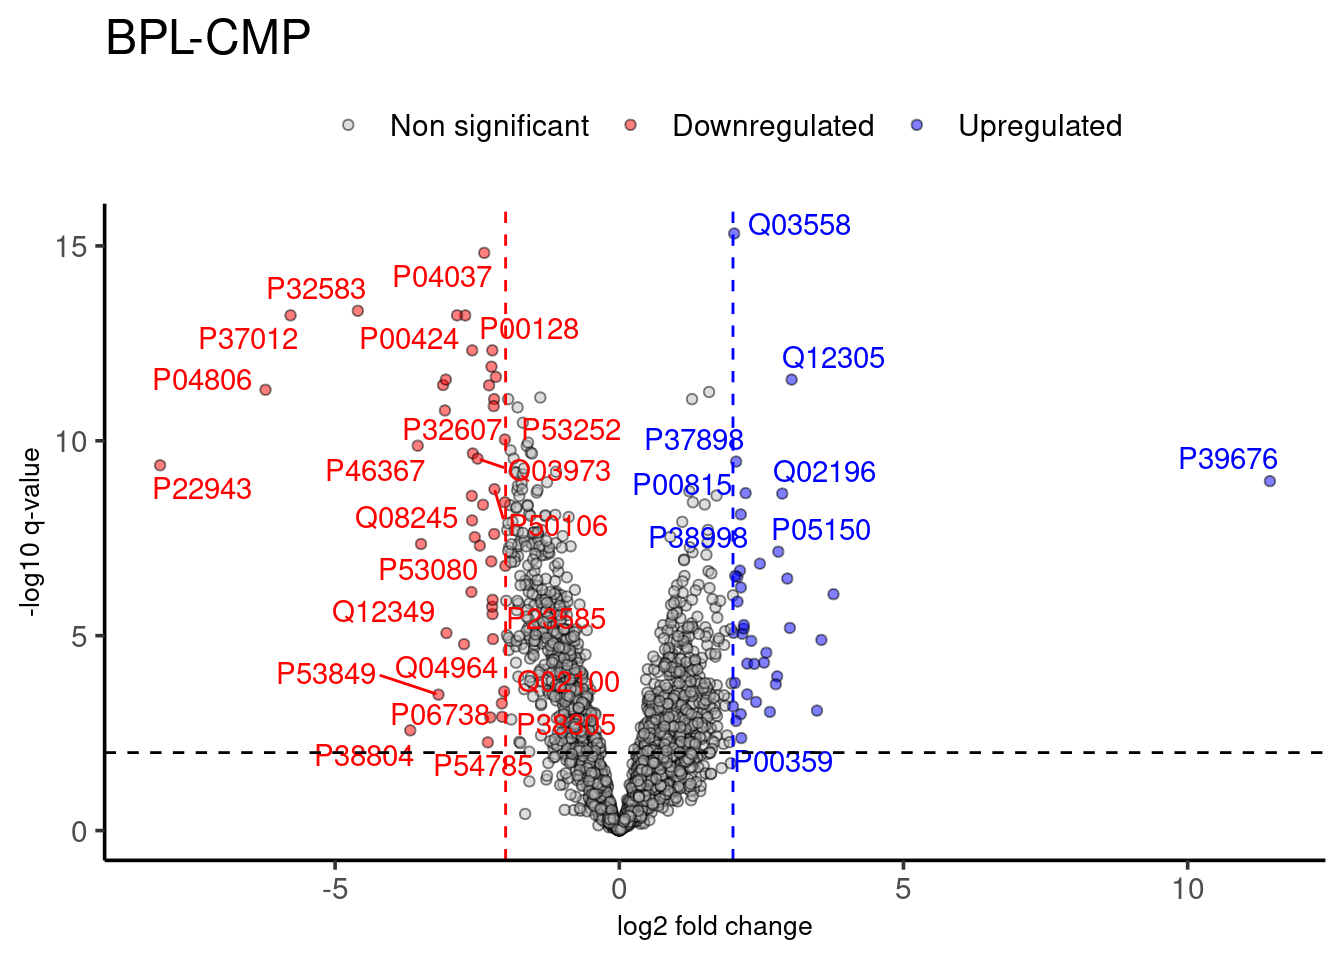 BPL-CMP
Non significant Downregulated Upregulated
Q03558
15
P04037
P32583
P00128
P37012
P00424
Q12305
P04806
P32607
P53252
P37898
10
P39676
P46367
Q03973
Q02196
P22943
P00815
Q08245
P50106
P05150
P38998
P53080
Q12349
P23585
5
P53849
Q04964
Q02100
P06738
P38305
P38804
P54785
P00359
0
-5 0 5 10
log2 fold change
-log10 q-value